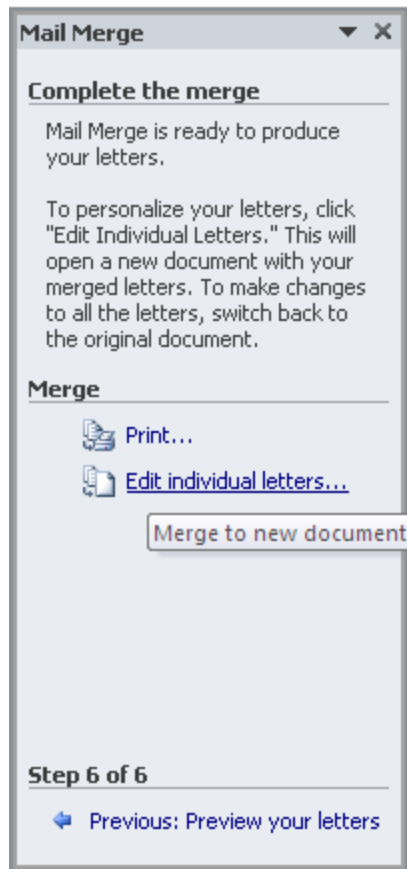 Mail Merge
Complete the merge
Mail Merge is ready to produce
your letters.
To personalize your letters, click
"Edit Individual Letters." This will
open a new document with your
merged letters. To make changes
to all the letters, switch back to
the original document.
Merge
Print...
Edit individual letters...
Merge to new document
Step 6 of 6
Previous: Preview your letters